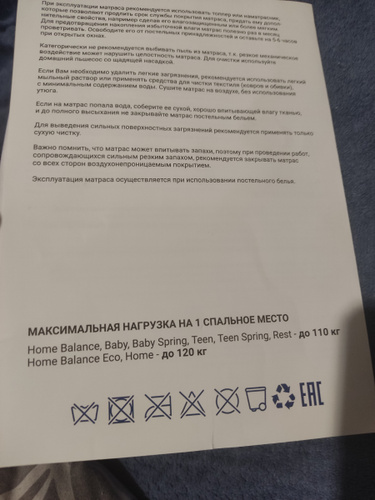 При эксплуатации матраса рекомендуется использовать топпер или наматрасник,
которые позволяют продлить срок службы покрытия матраса, придать ему допол-
нительные свойства, например сделав его влагозащищенным или более мягким.
Для предотвращения накопления избыточной влаги матрас полезно раз в месяц
проветривать. Освободите его от постельных принадлежностей и оставьте на 5-6 часов
при открытых окнах.
Категорически не рекомендуется выбивать пыль из матраса, т.к. резкое механическое
воздействие может нарушить целостность матраса. Для очистки используйте
домашний пылесос со щадящей насадкой.
Если Вам необходимо удалить легкие загрязнения, рекомендуется использовать легкий
мыльный раствор или применять средства для чистки текстиля (ковров и обивки),
с минимальным содержанием воды. Сушите матрас на воздухе, без использования
утюга.
Если на матрас попала вода, соберите ее сухой, хорошо впитывающей влагу тканью,
и до полного высыхания не закрывайте матрас постельным бельем.
Для выведения сильных поверхностных загрязнений рекомендуется применять только
сухую чистку.
Важно помнить, что матрас может впитывать запахи, поэтому при проведении работ,
сопровождающихся сильным резким запахом, рекомендуется закрывать матрас
со всех сторон воздухонепроницаемым покрытием.
Эксплуатация матраса осуществляется при использовании постельного белья.
МАКСИМАЛЬНАЯ НАГРУЗКА НА 1 СПАЛЬНОЕ МЕСТО
Home Balance, Baby, Baby Spring, Teen, Teen Spring, Rest - до 110 кг
Home Balance Eco, Home - до 120 кг
EAC